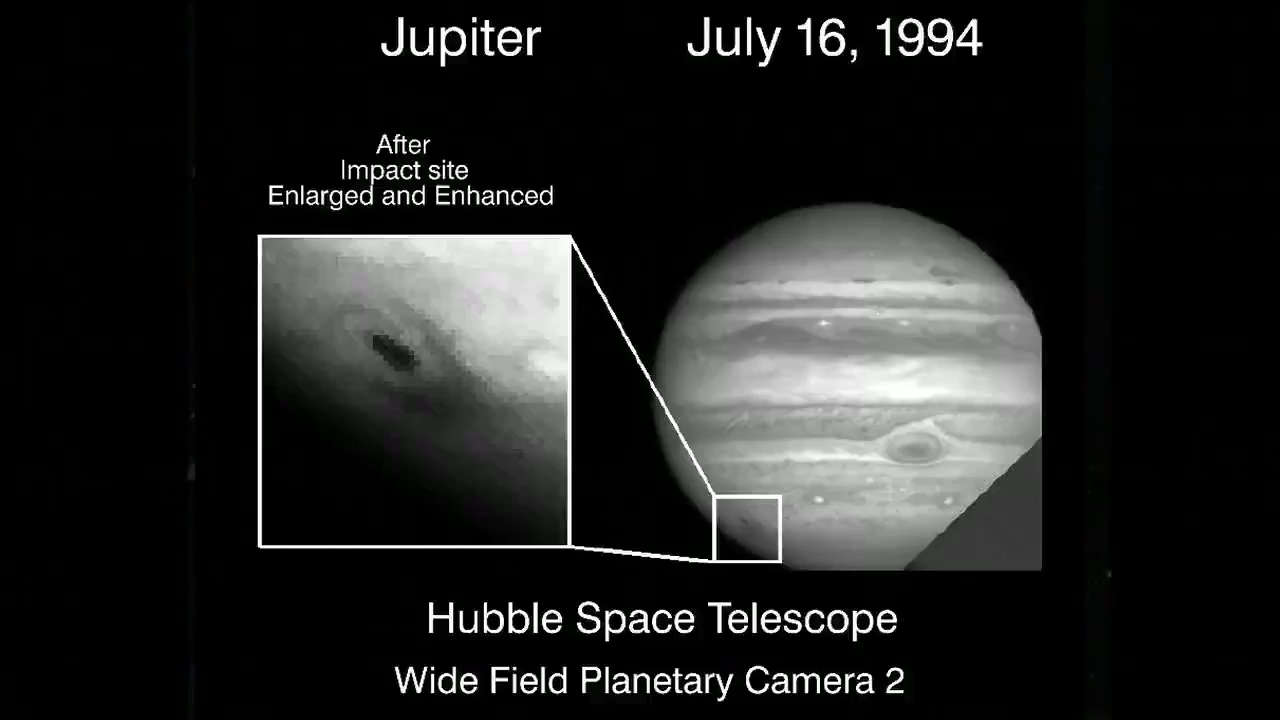 Jupiter
July 16, 1994
After
Impact site
Enlarged and Enhanced
Hubble Space Telescope
Wide Field Planetary Camera 2